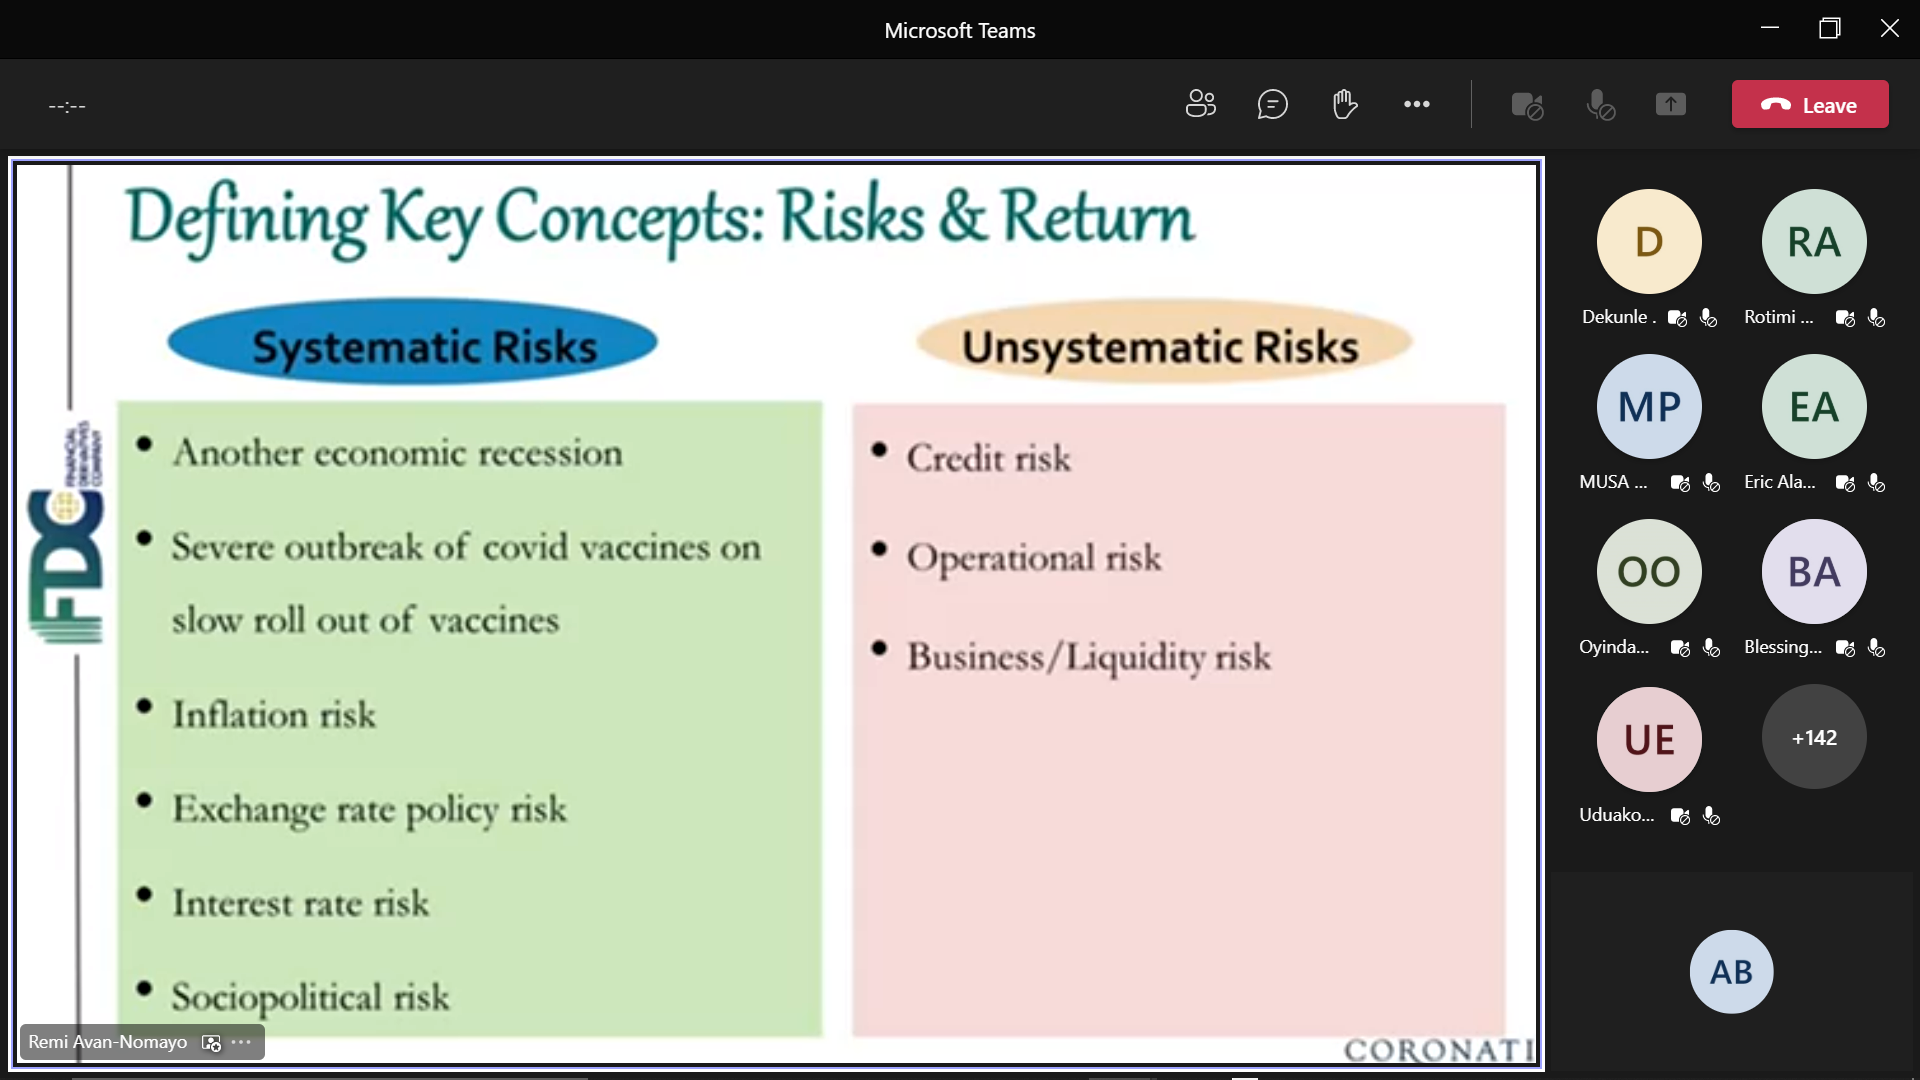 Microsoft Teams
--:--
Leave
Defining Key Concepts: Risks & Return
Systematic Risks
Another economic recession
Severe outbreak of covid vaccines on
slow roll out of vaccines
Inflation risk
Exchange rate policy risk
Interest rate risk
Sociopolitical risk
Unsystematic Risks
Credit risk
Operational risk
Business/Liquidity risk
FDC
FINANCIAL
DERIVATIVES
COMPANY
Remi Avan-Nomayo
CORONATI
D
Dekunle .
RA
Rotimi ...
MP
MUSA ...
EA
Eric Ala...
OO
Oyinda...
BA
Blessing...
UE
Uduako...
+142
AB